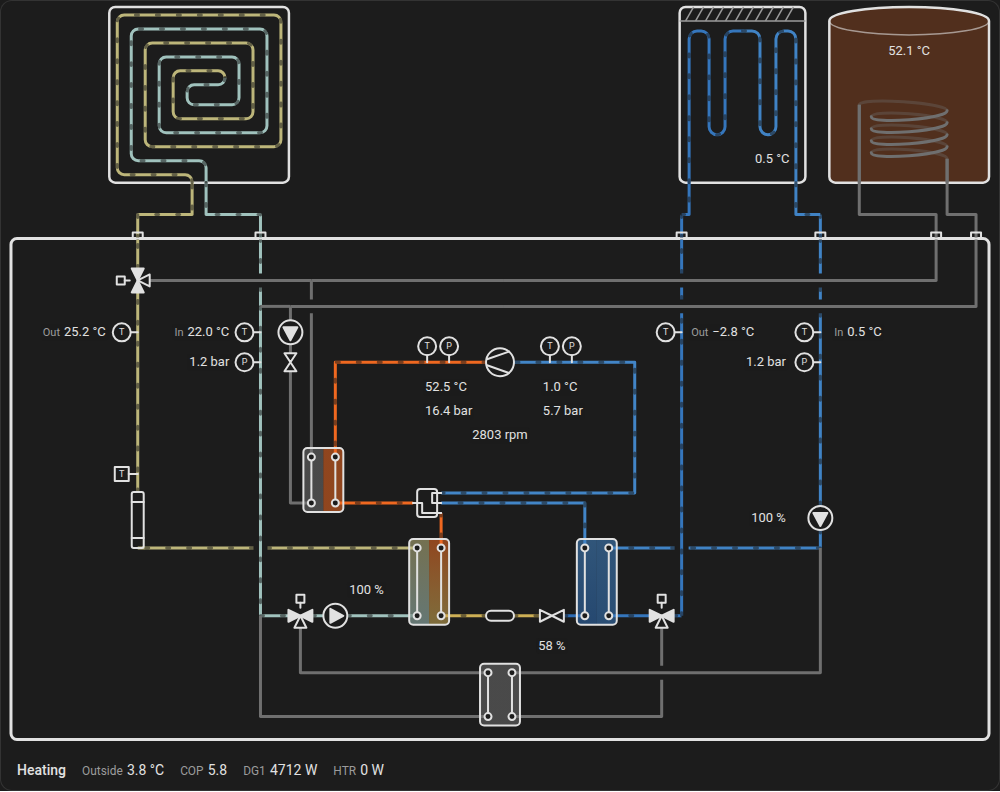 52.1 °C
0.5 °C
Out 25.2 °C T
In 22.0 °C T
T Out −2.8 °C
T In 0.5 °C
1.2 bar P
1.2 bar P
T P
T P
52.5 °C
1.0 °C
16.4 bar
5.7 bar
2803 rpm
T
100 %
100 %
58 %
Heating Outside 3.8 °C COP 5.8 DG1 4712 W HTR 0 W